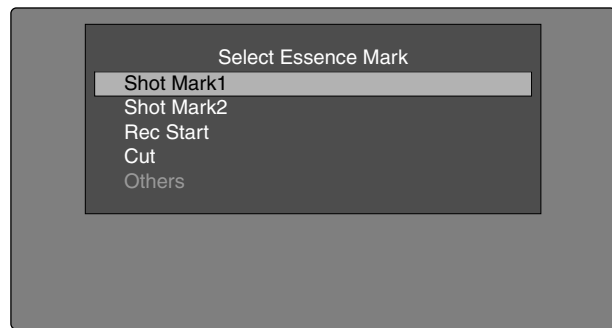 Select Essence Mark
Shot Mark1
Shot Mark2
Rec Start
Cut
Others